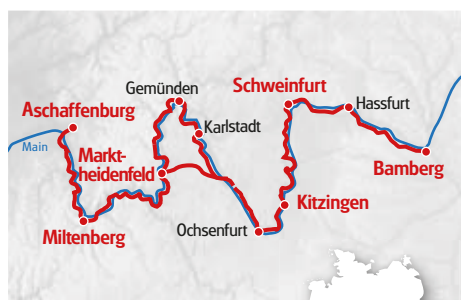 Gemünden
Schweinfurt
Hassfurt
Aschaffenburg
Karlstadt
Main
Markt-
heidenfeld
Bamberg
Kitzingen
Miltenberg
Ochsenfurt